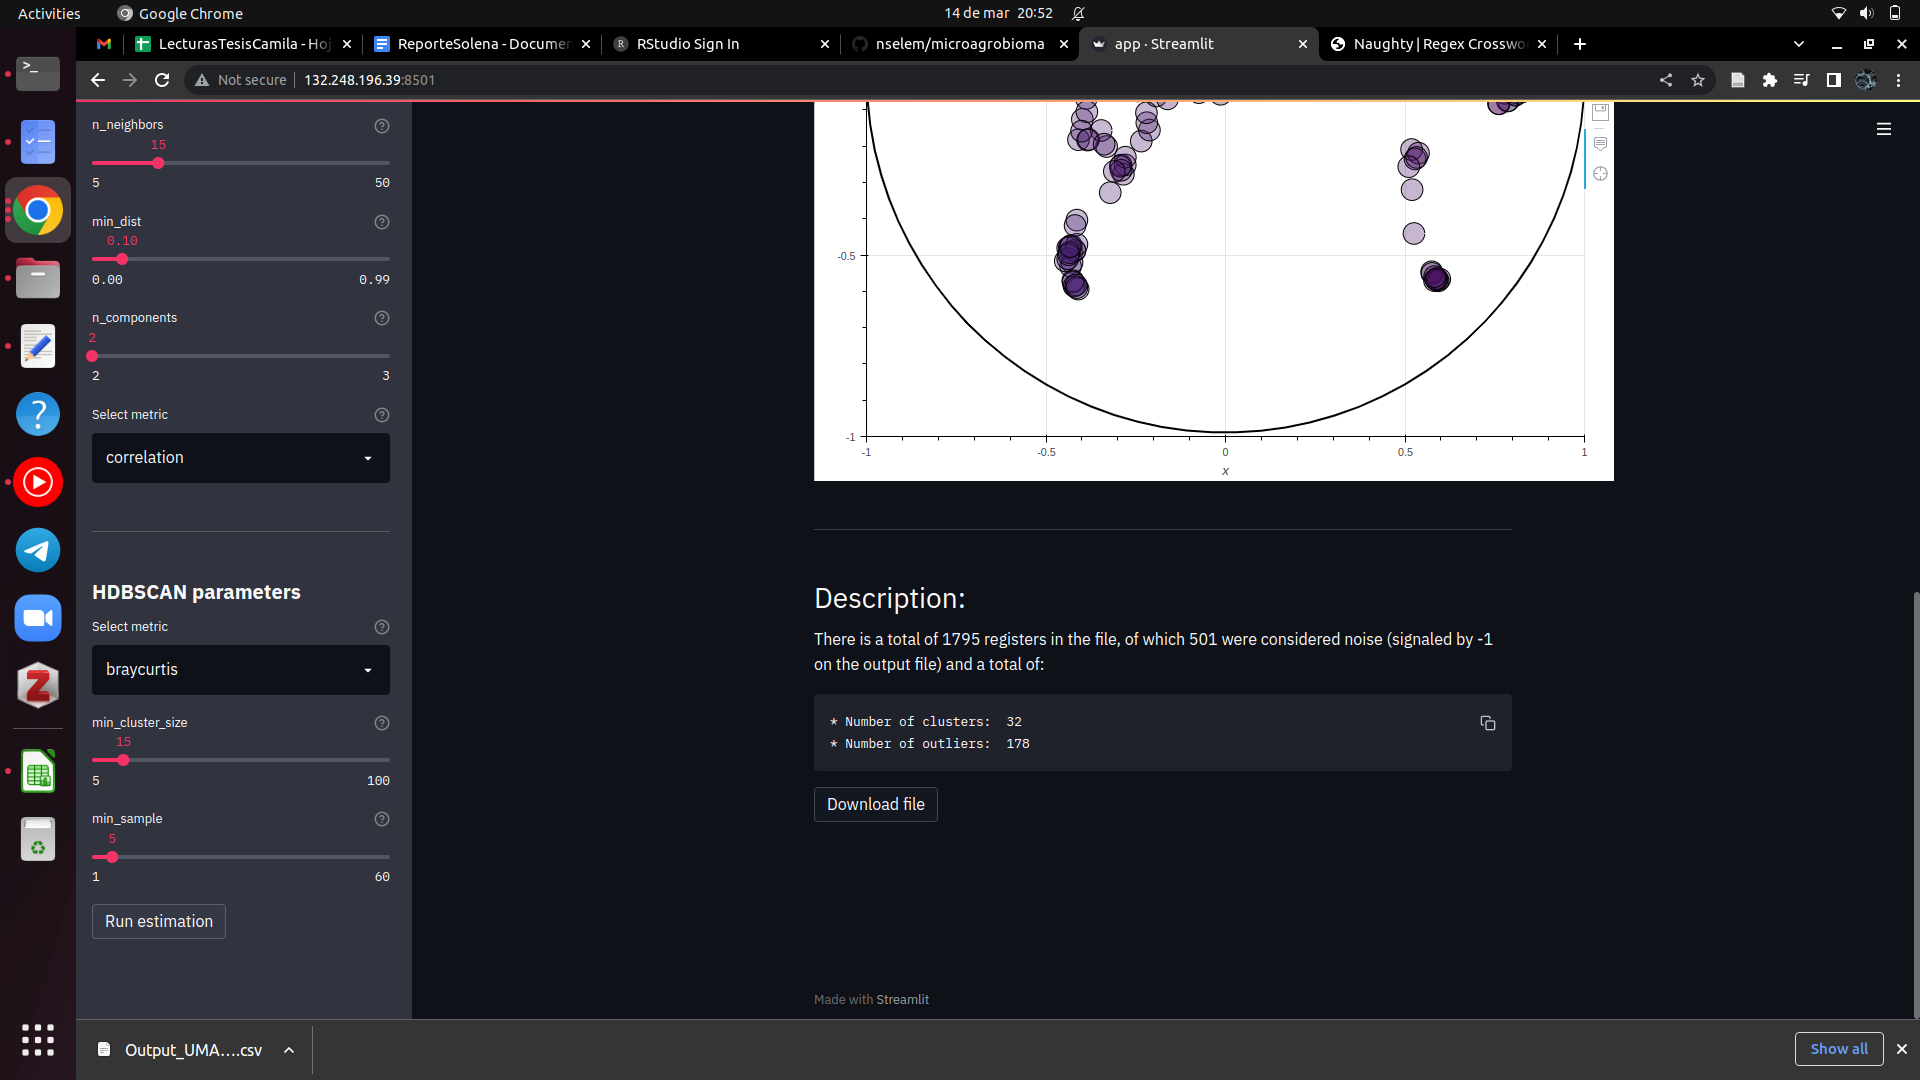 Activities
Google Chrome
14 de mar 20:52
LecturasTesisCamila - Hoj
ReporteSolena - Documen
RStudio Sign In
nselem/microagrobioma
app · Streamlit
Naughty | Regex Crosswo
Not secure
132.248.196.39:8501
n_neighbors
15
5 50
min_dist
0.10
0.00 0.99
n_components
2
2 3
Select metric
correlation
HDBSCAN parameters
Select metric
braycurtis
min_cluster_size
15
5 100
min_sample
5
1 60
Run estimation
-0.5
-1
-1 -0.5 0 0.5 1
x
Description:
There is a total of 1795 registers in the file, of which 501 were considered noise (signaled by -1
on the output file) and a total of:
* Number of clusters: 32
* Number of outliers: 178
Download file
Made with Streamlit
Output_UMA....csv
Show all